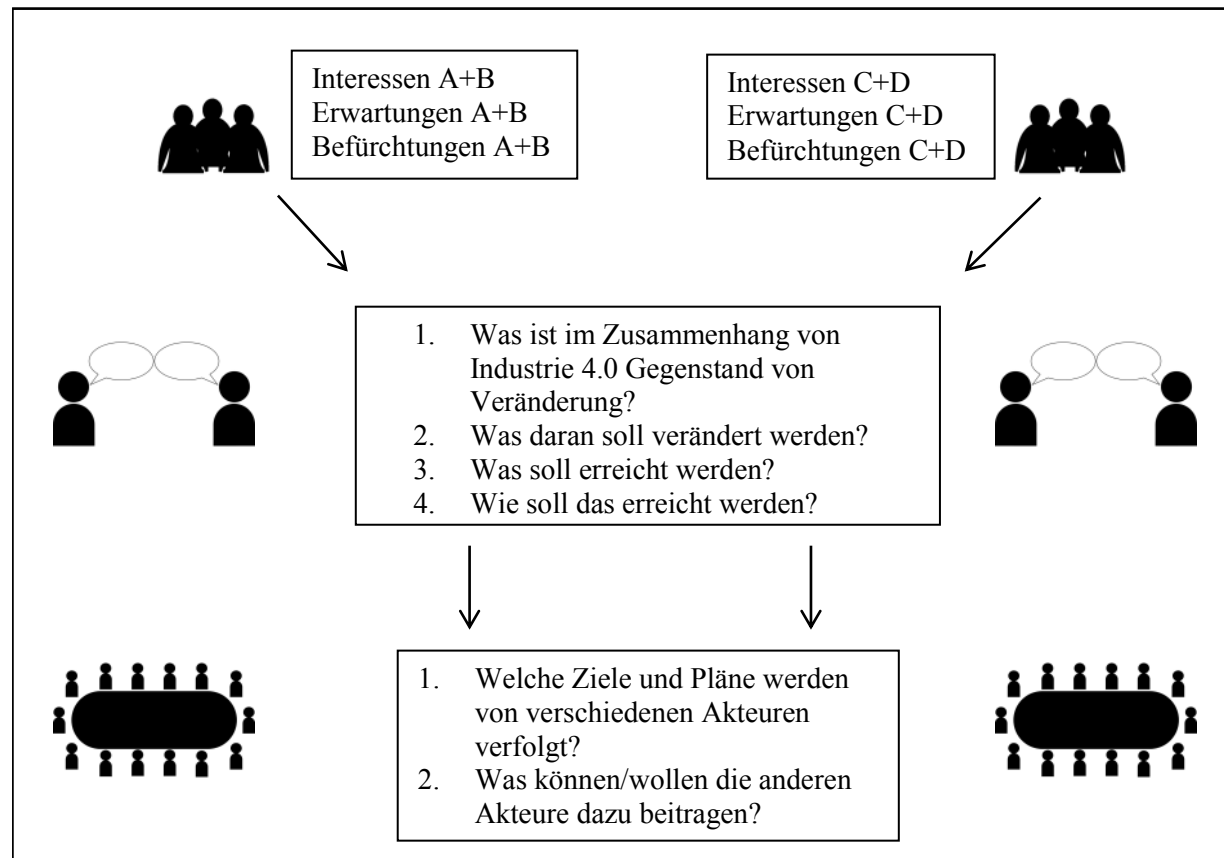 Interessen A+B
Erwartungen A+B
Befürchtungen A+B
Interessen C+D
Erwartungen C+D
Befürchtungen C+D
1. Was ist im Zusammenhang von
Industrie 4.0 Gegenstand von
Veränderung?
2. Was daran soll verändert werden?
3. Was soll erreicht werden?
4. Wie soll das erreicht werden?
1. Welche Ziele und Pläne werden
von verschiedenen Akteuren
verfolgt?
2. Was können/wollen die anderen
Akteure dazu beitragen?